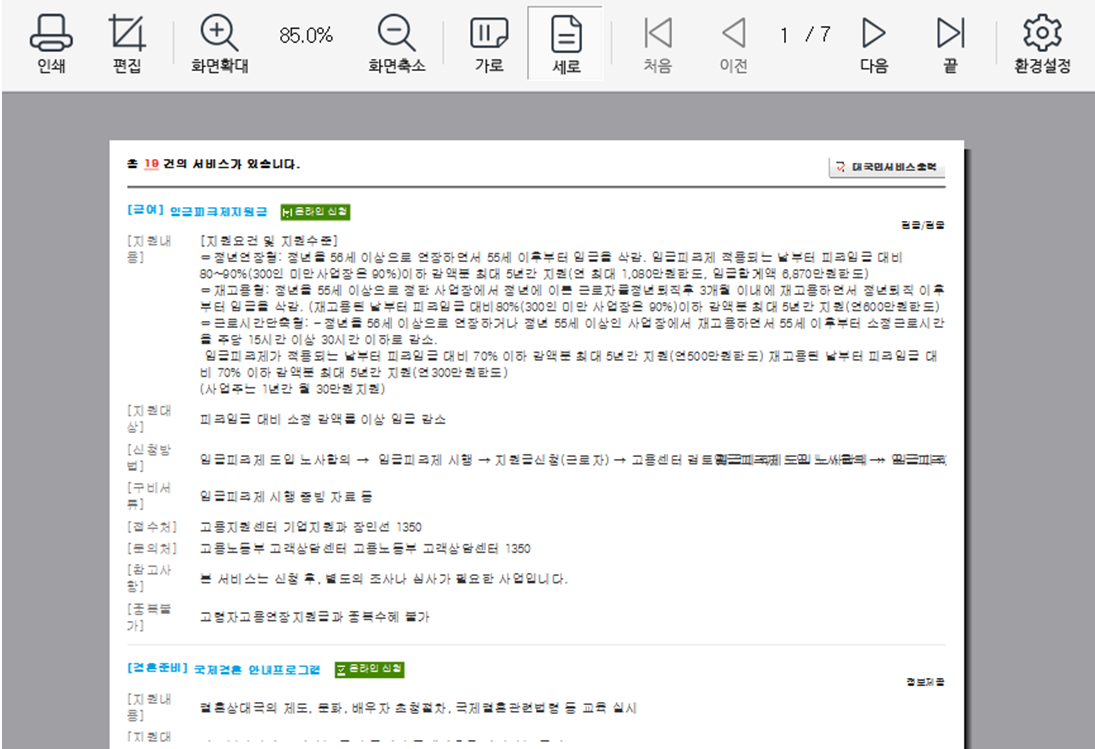 인쇄 편집 화면확대 85.0% 화면축소 가로 세로 처음 이전 1 / 7 다음 끝 환경설정
총 19 건의 서비스가 있습니다.
대국민서비스출력
[급여] 임금피크제지원금 온라인 신청
현금/현물
[지원내용]
[지원요건 및 지원수준]
⇔정년연장형: 정년을 56세 이상으로 연장하면서 55세 이후부터 임금을 삭감. 임금피크제 적용되는 날부터 피크임금 대비
80~90%(300인 미만사업장은 90%)이하 감액분 최대 5년간 지원(연 최대 1,080만원한도, 임금합계액 6,870만원한도)
⇔재고용형: 정년을 55세 이상으로 정한 사업장에서 정년에 이른 근로자를정년퇴직후 3개월 이내에 재고용하면서 정년퇴직 이후
부터 임금을 삭감. (재고용된 날부터 피크임금 대비80%(300인 미만 사업장은 90%)이하 감액분 최대 5년간 지원(연600만원한도)
⇔근로시간단축형: -정년을 56세 이상으로 연장하거나 정년 55세 이상인 사업장에서 재고용하면서 55세 이후부터 소정근로시간
을 주당 15시간 이상 30시간 이하로 감소.
임금피크제가 적용되는 날부터 피크임금 대비 70% 이하 감액분 최대 5년간 지원(연500만원한도) 재고용된 날부터 피크임금 대
비 70% 이하 감액분 최대 5년간 지원(연300만원한도)
(사업주는 1년간 월 30만원지원)
[지원대상]
피크임금 대비 소정 감액률 이상 임금 감소
[신청방법]
임금피크제 도입 노사합의 → 임금피크제 시행 → 지원금신청(근로자) → 고용센터 검토
[구비서류]
임금피크제 시행 증빙 자료 등
[접수처] 고용지원센터 기업지원과 장민선 1350
[문의처] 고용노동부 고객상담센터 고용노동부 고객상담센터 1350
[참고사항]
본 서비스는 신청 후, 별도의 조사나 심사가 필요한 사업입니다.
[중복불가]
고령자고용연장지원금과 중복수혜 불가
[결혼준비] 국제결혼 안내프로그램 온라인 신청
정보제공
[지원내용]
결혼상대국의 제도, 문화, 배우자 초청절차, 국제결혼관련법령 등 교육 실시
[지원대